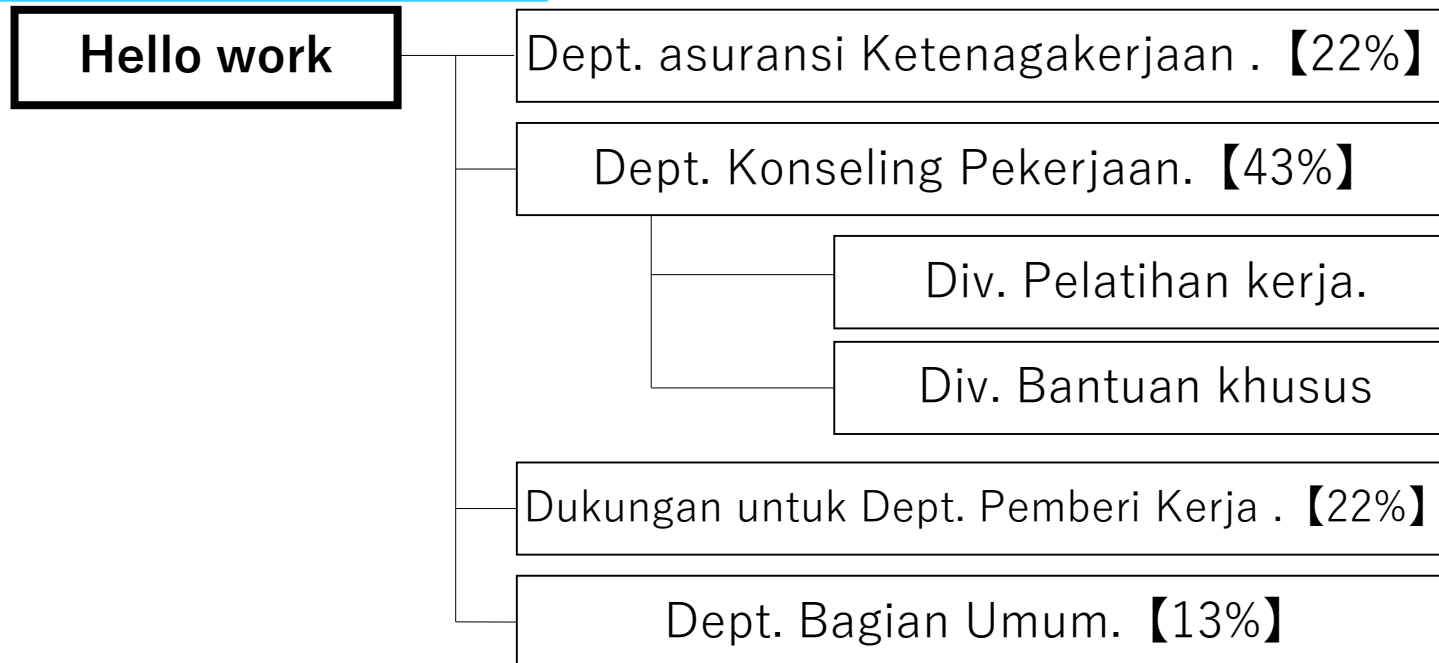 Hello work
Dept. asuransi Ketenagakerjaan .【22%】
Dept. Konseling Pekerjaan.【43%】
Div. Pelatihan kerja.
Div. Bantuan khusus
Dukungan untuk Dept. Pemberi Kerja .【22%】
Dept. Bagian Umum.【13%】